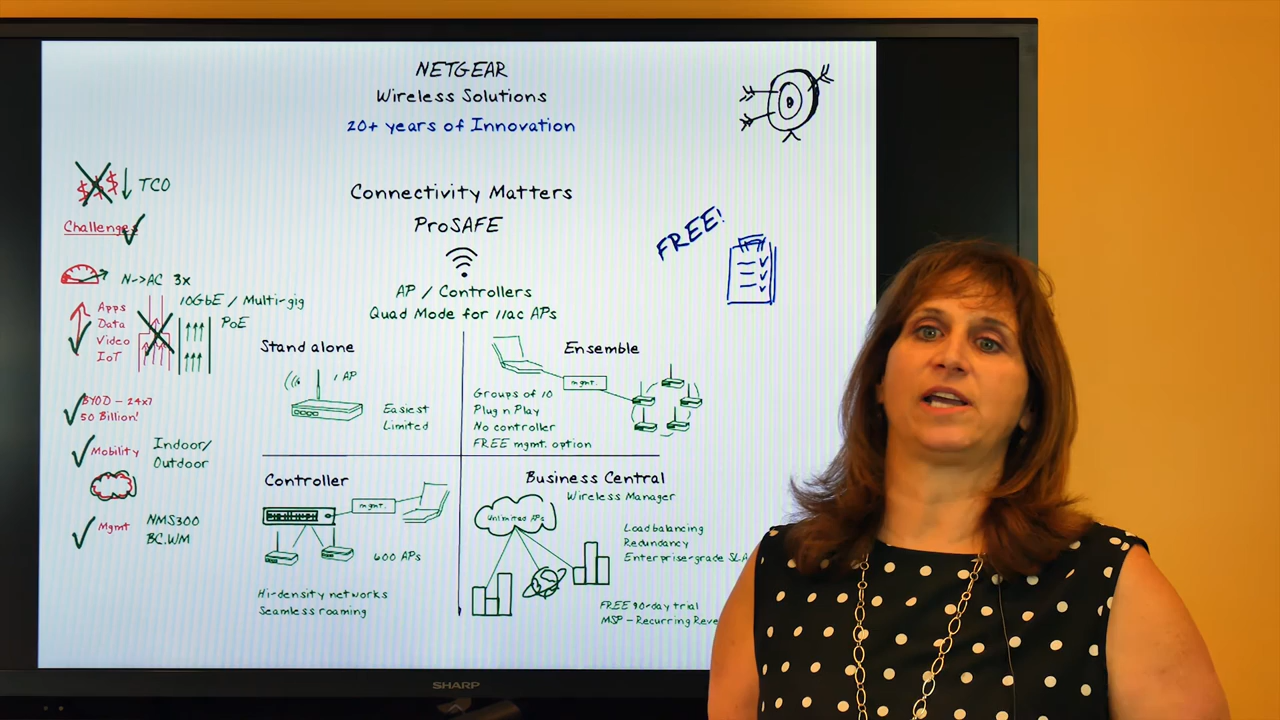 NETGEAR
Wireless Solutions
20+ years of Innovation
$$$ TCO
Challenges
Connectivity Matters
ProSAFE
FREE!
N->AC 3x
AP / Controllers
Quad Mode for 11ac APs
10GbE / Multi-gig
PoE
Apps
Data
Video
IoT
Stand alone
1 AP
Easiest
Limited
Ensemble
mgmt.
Groups of 10
Plug n Play
No controller
FREE mgmt. option
BYOD - 24x7
50 Billion!
Mobility
Indoor/
Outdoor
Mgmt
NMS300
BC.WM
Controller
mgmt.
600 APs
Hi-density networks
Seamless roaming
Business Central
Wireless Manager
Unlimited APs
Loadbalancing
Redundancy
Enterprise-grade SLA
FREE 90-day trial
MSP - Recurring Reve
SHARP